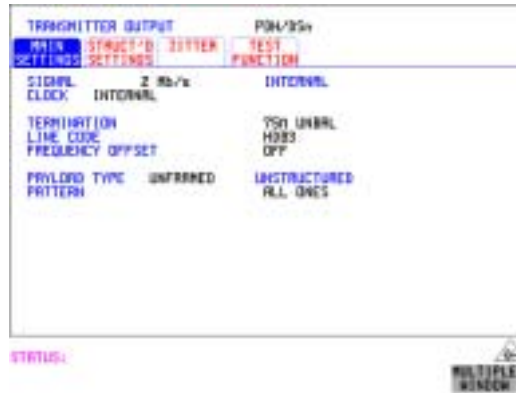 TRANSMITTER OUTPUT PDH/DSn
MAIN SETTINGS STRUCT'D SETTINGS JITTER TEST FUNCTION
SIGNAL 2 Mb/s INTERNAL
CLOCK INTERNAL
TERMINATION 75Ω UNBAL
LINE CODE HDB3
FREQUENCY OFFSET OFF
PAYLOAD TYPE UNFRAMED UNSTRUCTURED
PATTERN ALL ONES
STATUS:
MULTIPLE
WINDOW